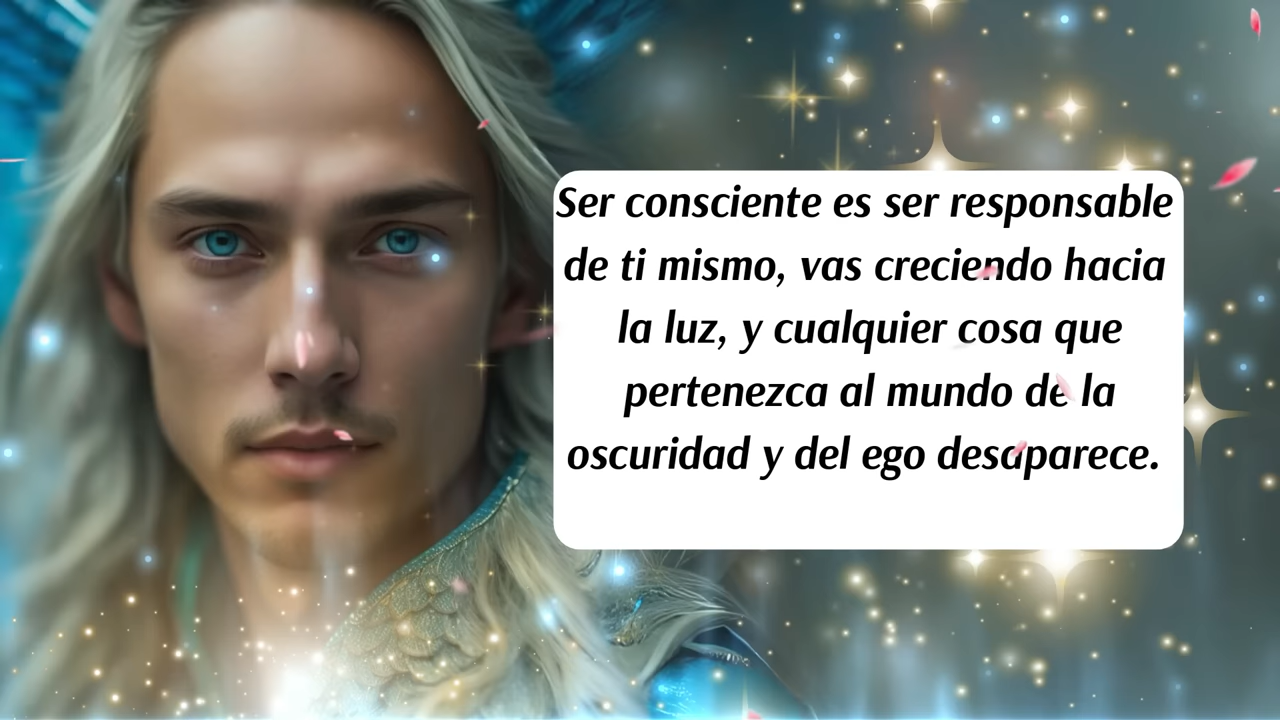 Ser consciente es ser responsable
de ti mismo, vas creciendo hacia
la luz, y cualquier cosa que
pertenezca al mundo de la
oscuridad y del ego desaparece.